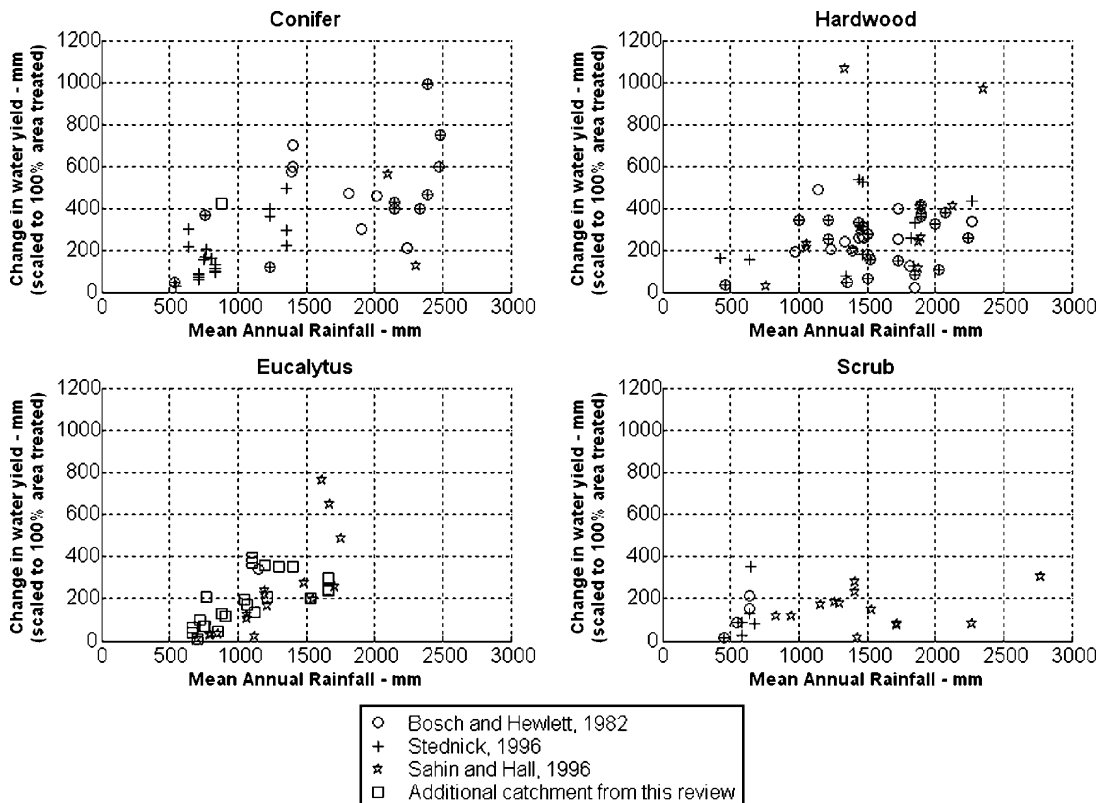 Conifer
Change in water yield - mm
(scaled to 100% area treated)
1200
1000
800
600
400
200
0
0 500 1000 1500 2000 2500 3000
Mean Annual Rainfall - mm
Hardwood
Change in water yield - mm
(scaled to 100% area treated)
1200
1000
800
600
400
200
0
0 500 1000 1500 2000 2500 3000
Mean Annual Rainfall - mm
Eucalytus
Change in water yield - mm
(scaled to 100% area treated)
1200
1000
800
600
400
200
0
0 500 1000 1500 2000 2500 3000
Mean Annual Rainfall - mm
Scrub
Change in water yield - mm
(scaled to 100% area treated)
1200
1000
800
600
400
200
0
0 500 1000 1500 2000 2500 3000
Mean Annual Rainfall - mm
Bosch and Hewlett, 1982
Stednick, 1996
Sahin and Hall, 1996
Additional catchment from this review